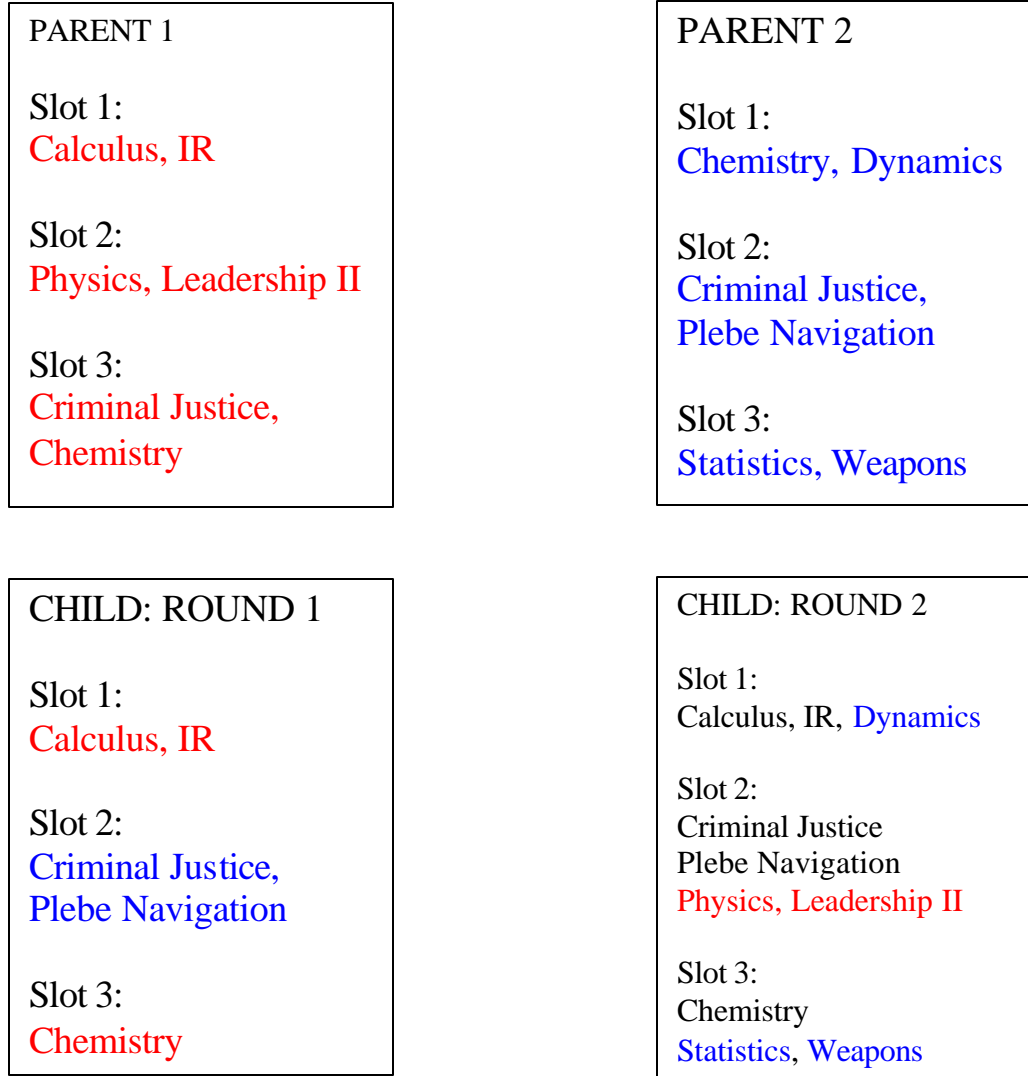 PARENT 1
Slot 1:
Calculus, IR
Slot 2:
Physics, Leadership II
Slot 3:
Criminal Justice,
Chemistry
PARENT 2
Slot 1:
Chemistry, Dynamics
Slot 2:
Criminal Justice,
Plebe Navigation
Slot 3:
Statistics, Weapons
CHILD: ROUND 1
Slot 1:
Calculus, IR
Slot 2:
Criminal Justice,
Plebe Navigation
Slot 3:
Chemistry
CHILD: ROUND 2
Slot 1:
Calculus, IR, Dynamics
Slot 2:
Criminal Justice
Plebe Navigation
Physics, Leadership II
Slot 3:
Chemistry
Statistics, Weapons